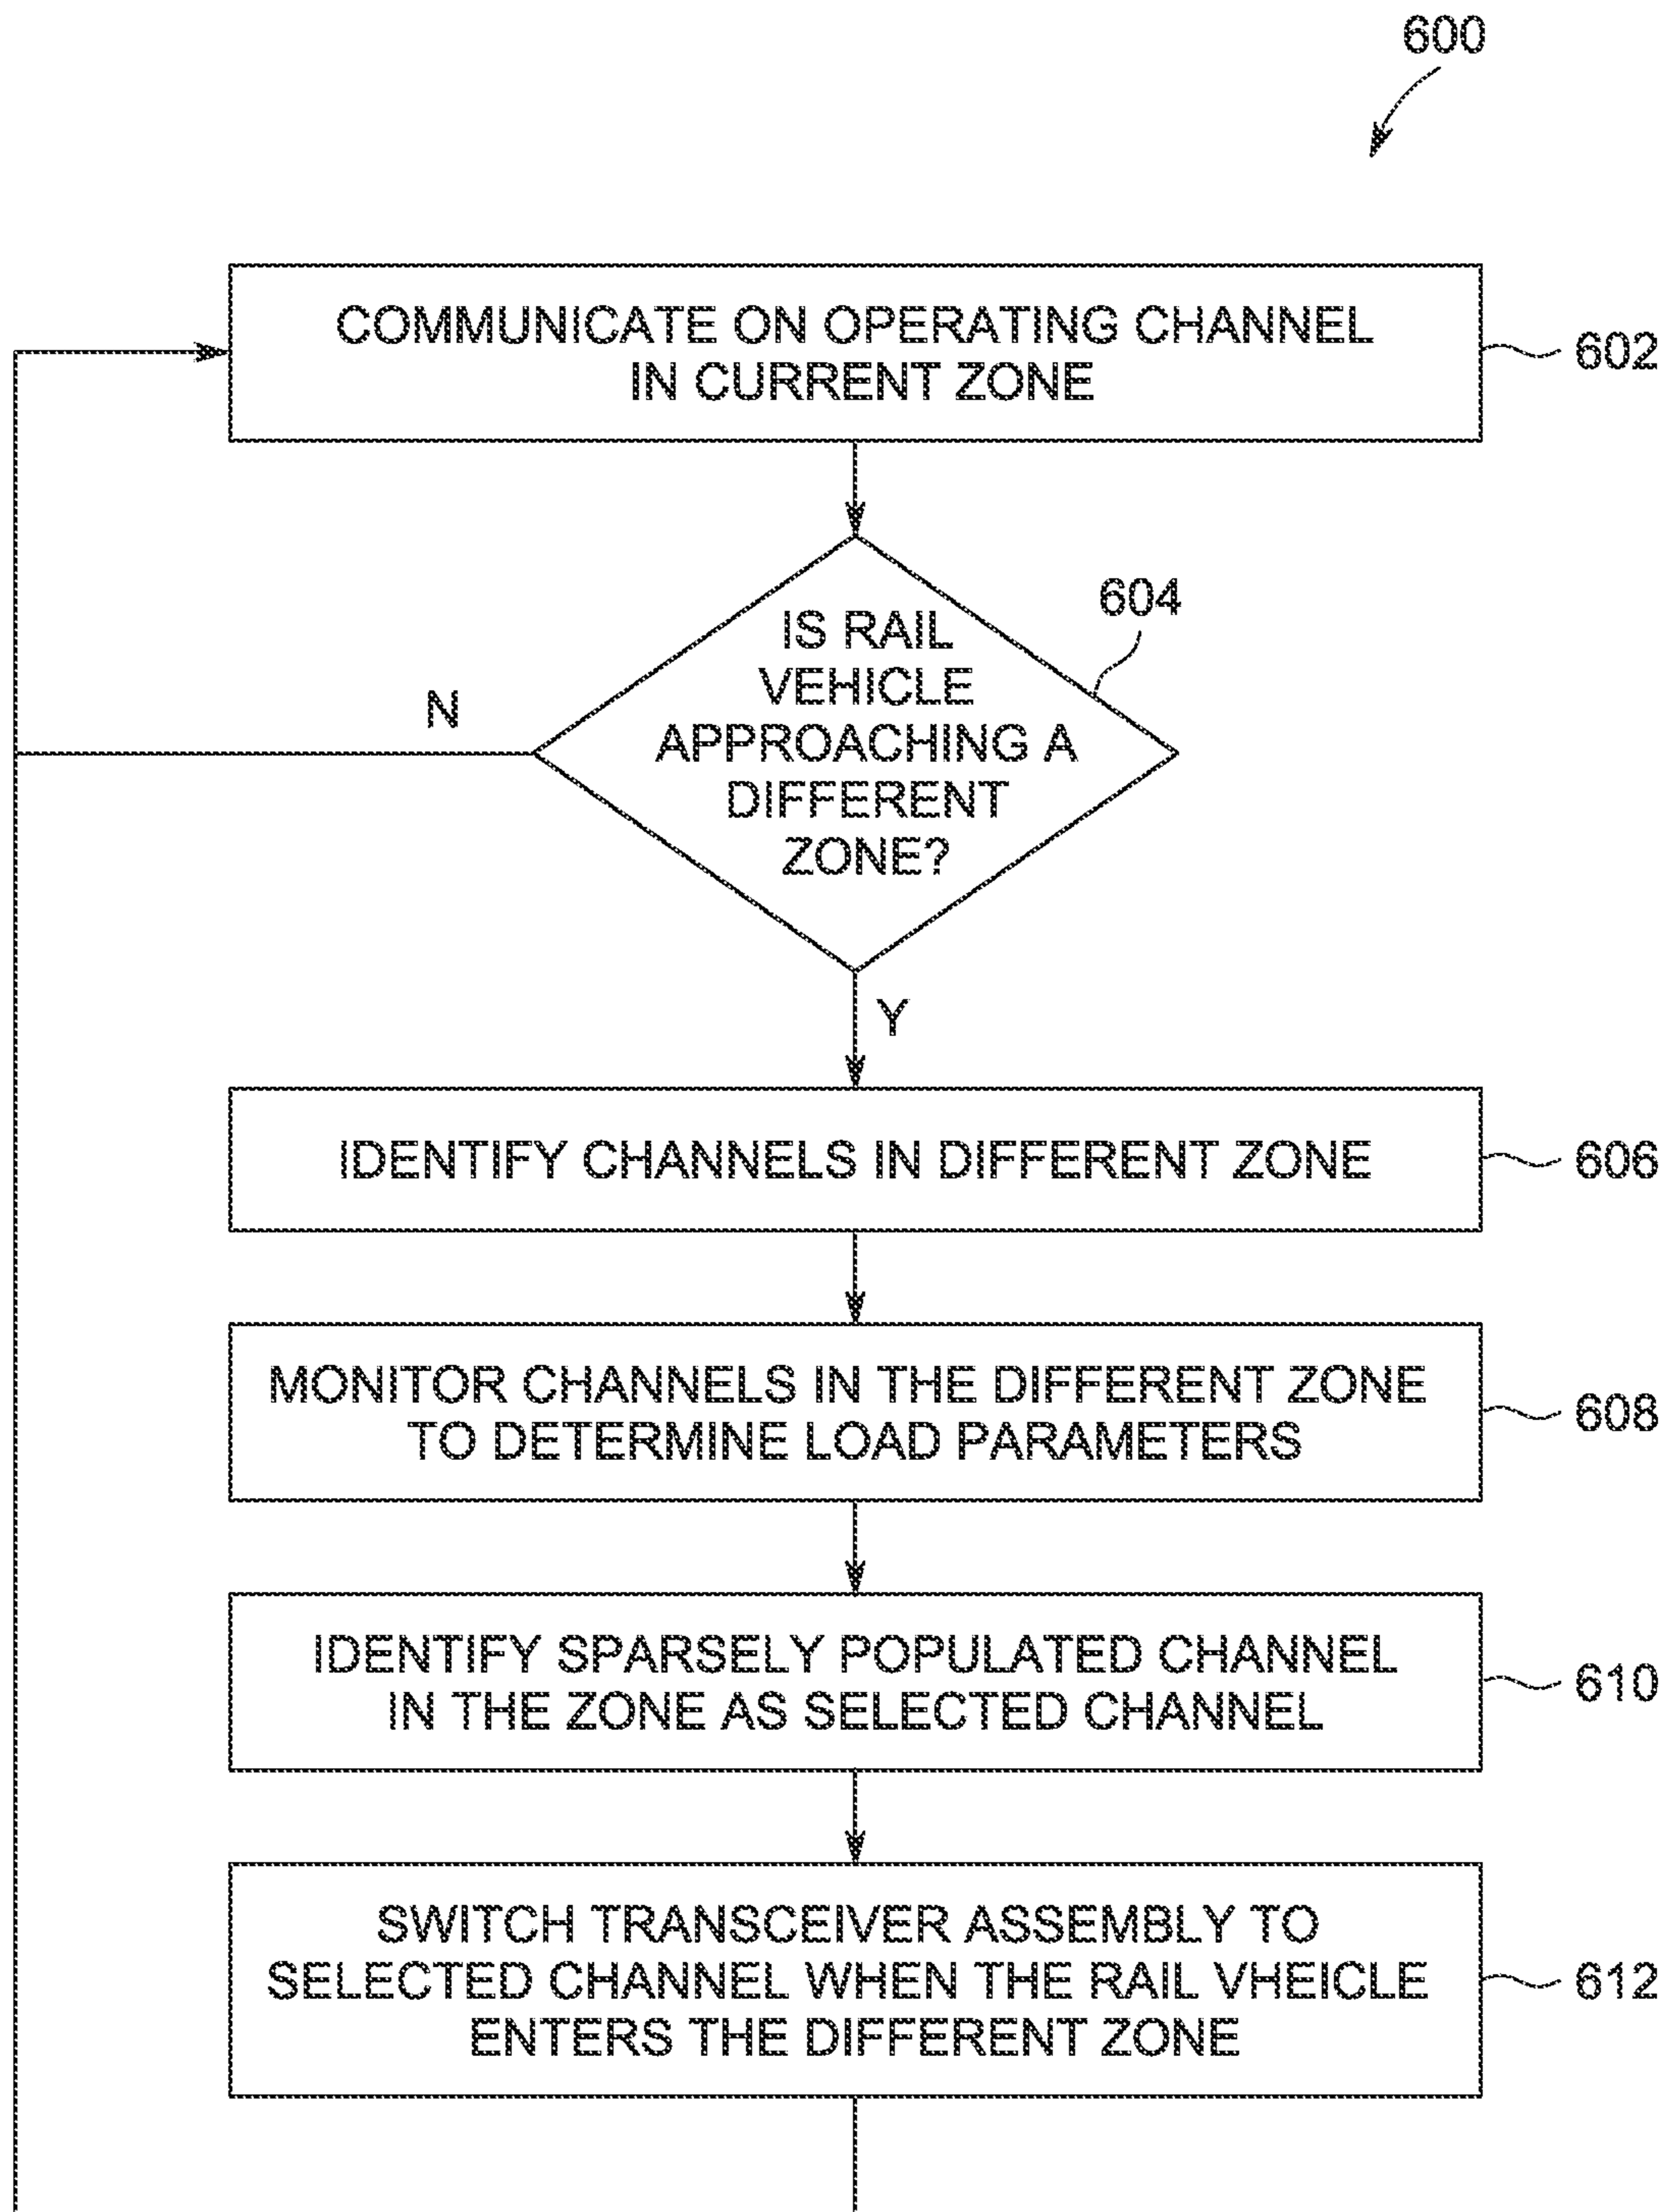 600
COMMUNICATE ON OPERATING CHANNEL
IN CURRENT ZONE
602
604
IS RAIL
VEHICLE
APPROACHING A
DIFFERENT
ZONE?
N
Y
IDENTIFY CHANNELS IN DIFFERENT ZONE
606
MONITOR CHANNELS IN THE DIFFERENT ZONE
TO DETERMINE LOAD PARAMETERS
608
IDENTIFY SPARSELY POPULATED CHANNEL
IN THE ZONE AS SELECTED CHANNEL
610
SWITCH TRANSCEIVER ASSEMBLY TO
SELECTED CHANNEL WHEN THE RAIL VHEICLE
ENTERS THE DIFFERENT ZONE
612